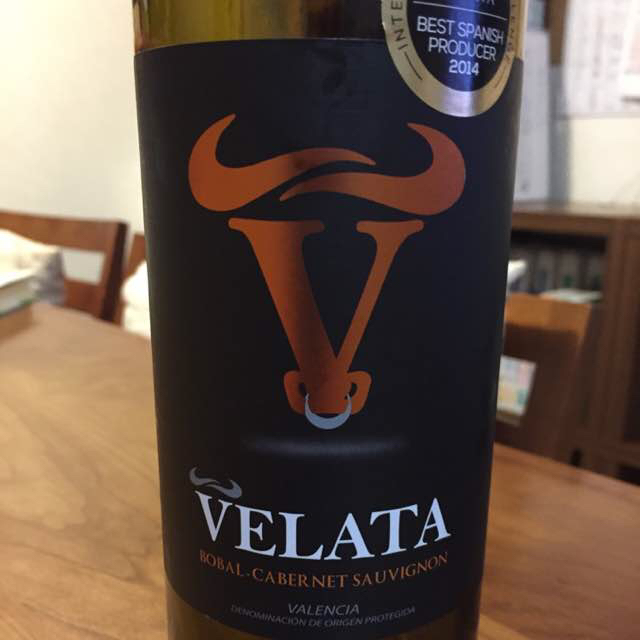 BEST SPANISH
PRODUCER
2014
V
VELATA
BOBAL-CABERNET SAUVIGNON
VALENCIA
DENOMINACIÓN DE ORIGEN PROTEGIDA